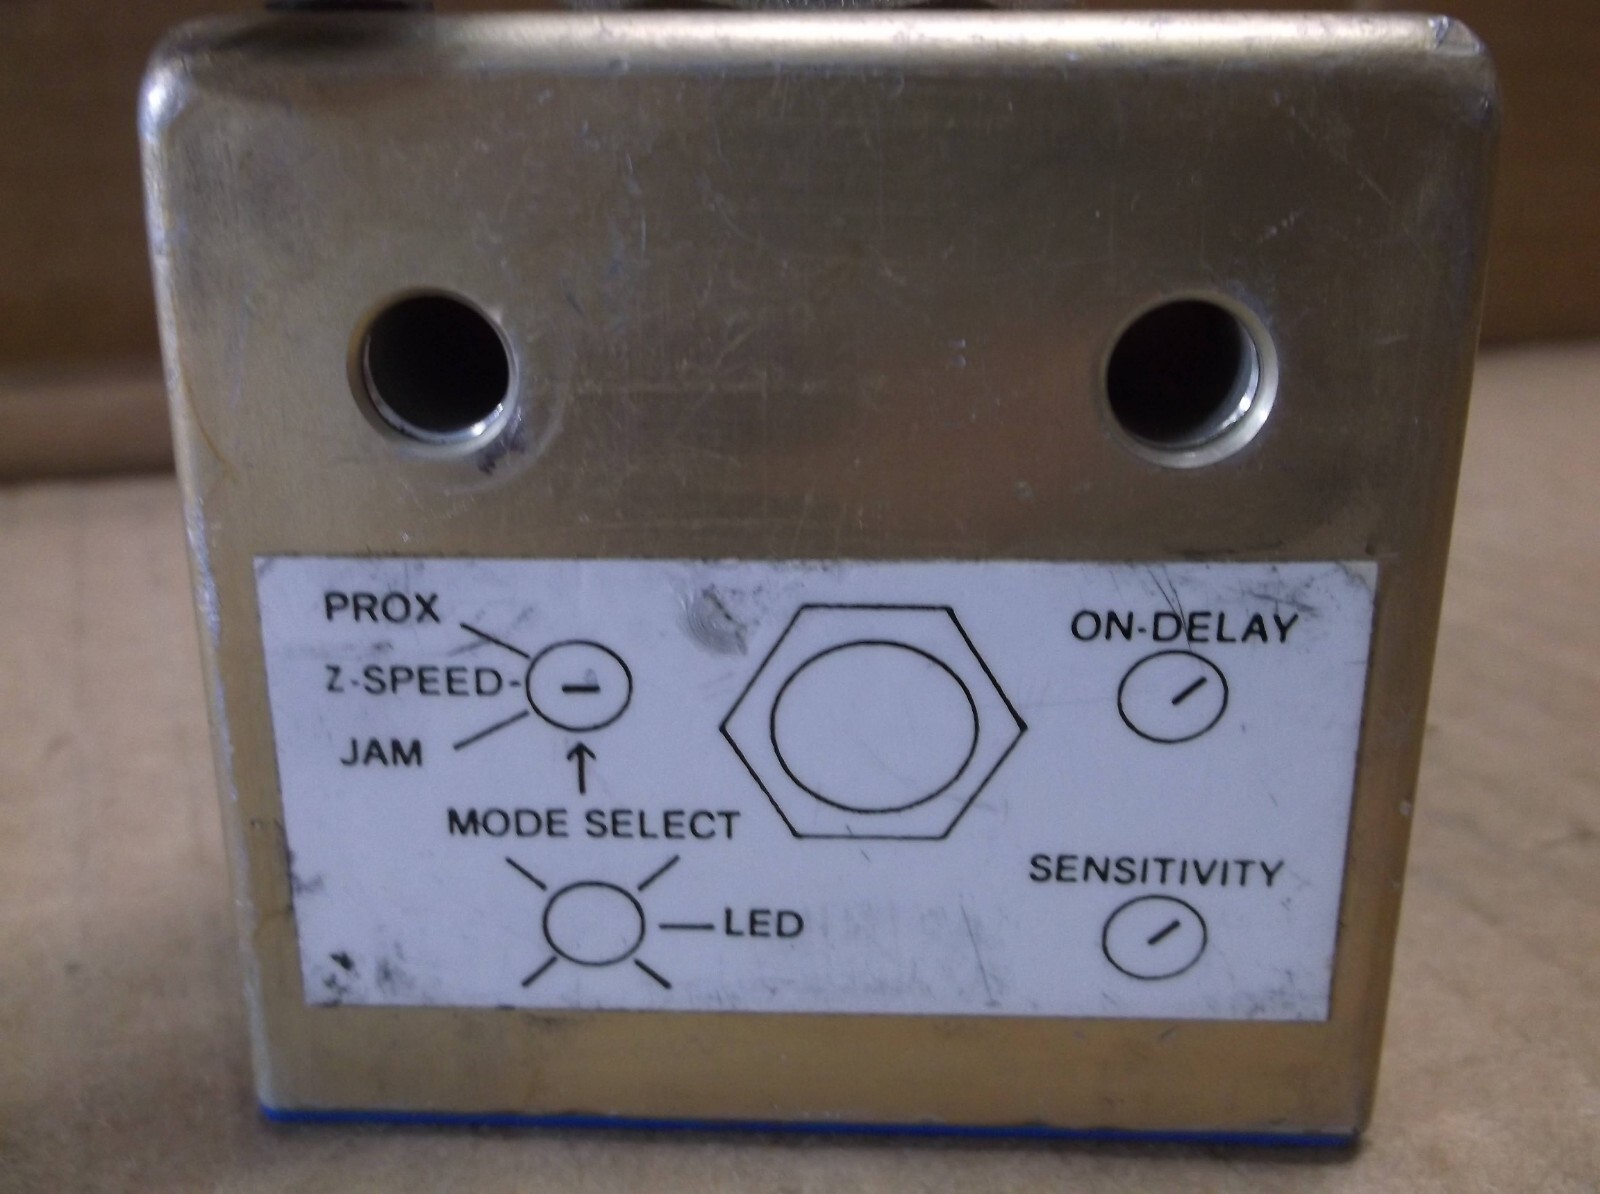 PROX
Z-SPEED
JAM
MODE SELECT
LED
ON-DELAY
SENSITIVITY